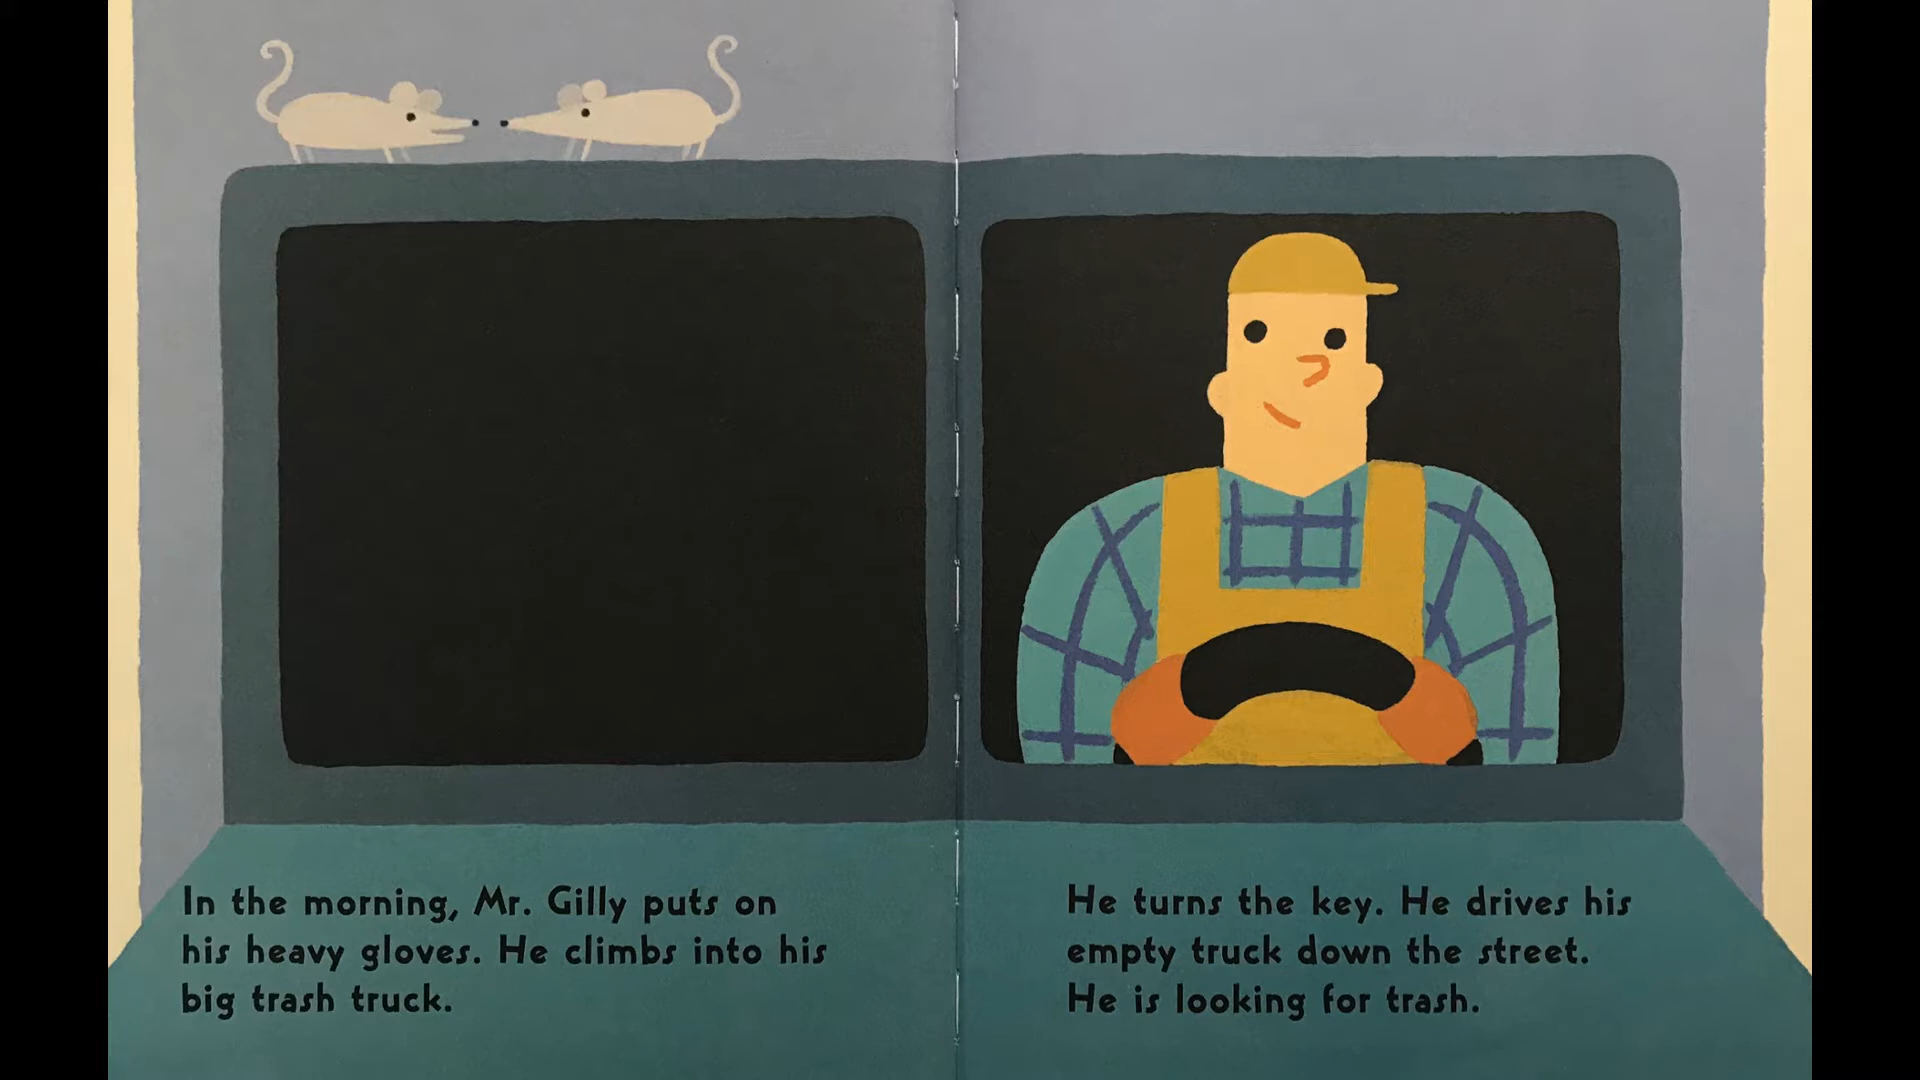 In the morning, Mr. Gilly puts on
his heavy gloves. He climbs into his
big trash truck.
He turns the key. He drives his
empty truck down the street.
He is looking for trash.